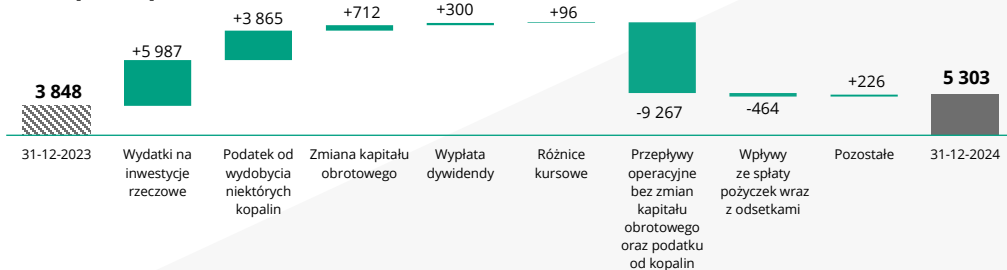 3 848
+5 987
+3 865
+712
+300
+96
-9 267
-464
+226
5 303
31-12-2023
Wydatki na
inwestycje
rzeczowe
Podatek od
wydobycia
niektórych
kopalin
Zmiana kapitału
obrotowego
Wypłata
dywidendy
Różnice
kursowe
Przepływy
operacyjne
bez zmian
kapitału
obrotowego
oraz podatku
od kopalin
Wpływy
ze spłaty
pożyczek wraz
z odsetkami
Pozostałe
31-12-2024